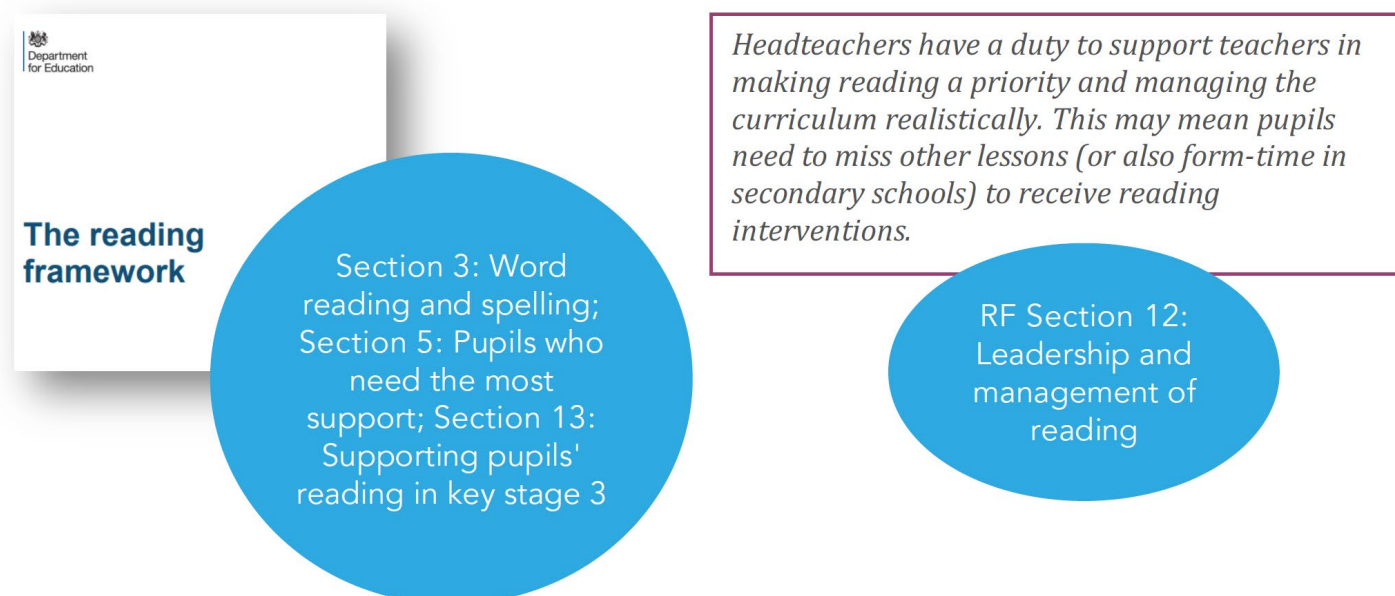 Department
for Education
The reading
framework
Section 3: Word
reading and spelling;
Section 5: Pupils who
need the most
support; Section 13:
Supporting pupils'
reading in key stage 3
Headteachers have a duty to support teachers in
making reading a priority and managing the
curriculum realistically. This may mean pupils
need to miss other lessons (or also form-time in
secondary schools) to receive reading
interventions.
RF Section 12:
Leadership and
management of
reading